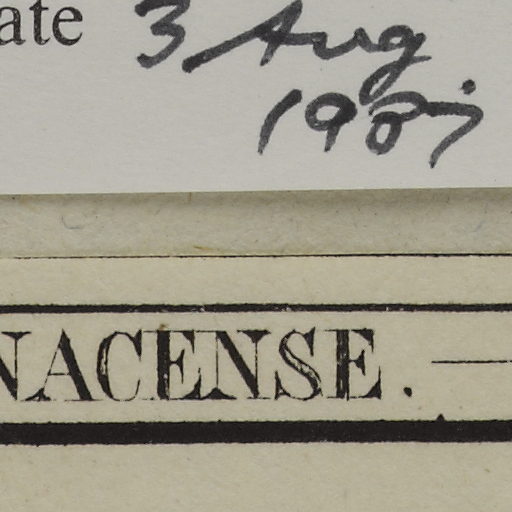 ate 3 Aug
1987
NACENSE.